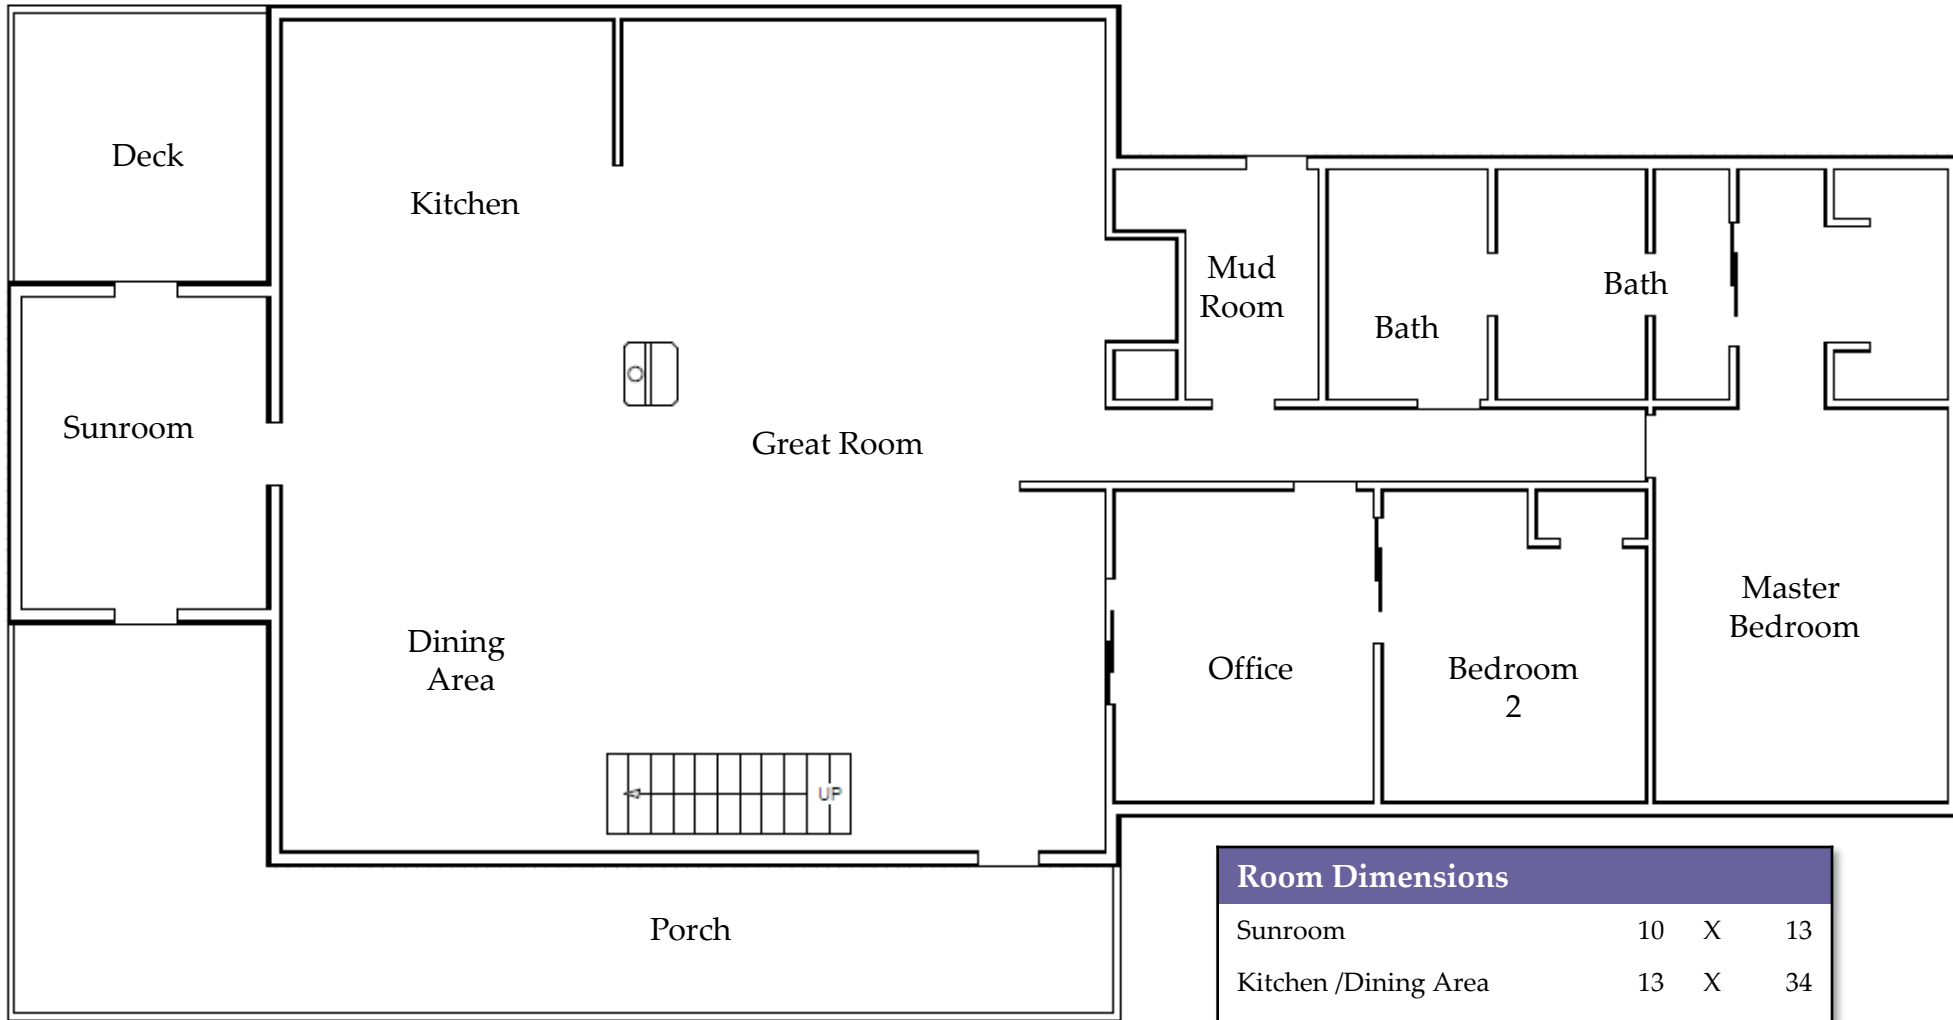 Deck
Kitchen
Mud
Room
Bath
Bath
Sunroom
Great Room
Dining
Area
Office
Bedroom
2
Master
Bedroom
UP
Porch
Room Dimensions
Sunroom 10 X 13
Kitchen /Dining Area 13 X 34